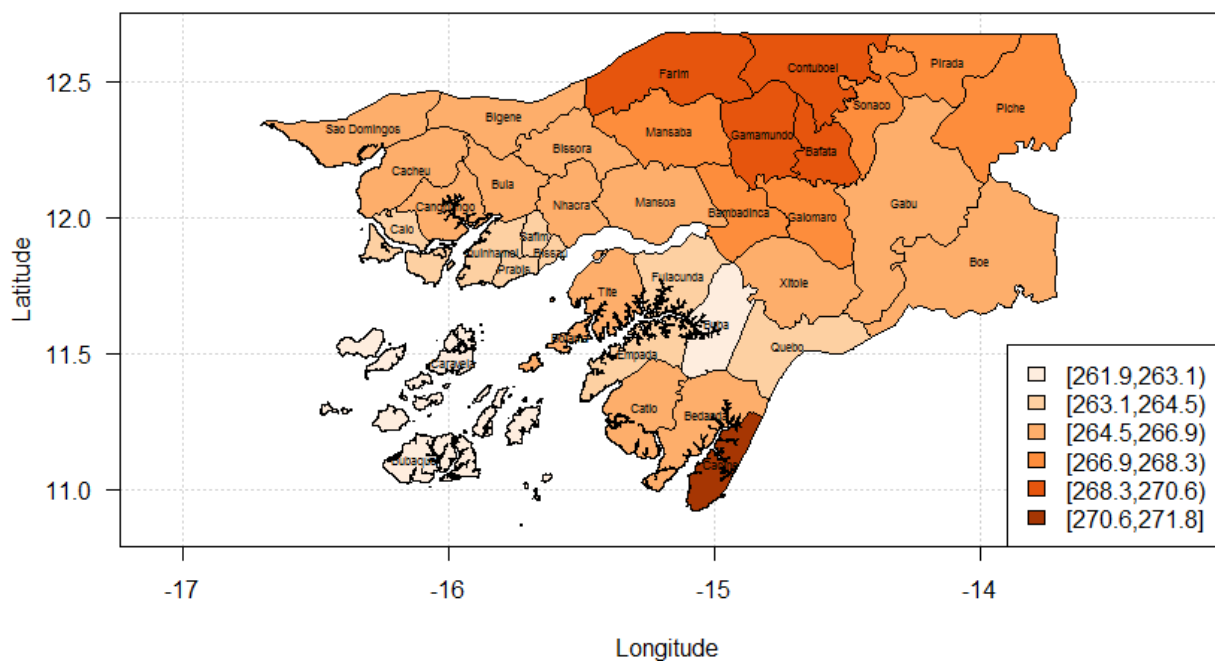 Latitude
12.5
12.0
11.5
11.0
Farim
Contuboel
Pirada
Piche
Sonaco
Sao Domingos
Bigene
Mansaba
Gamamundo
Bafata
Bissora
Cacheu
Bula
Nhacra
Mansoa
Bambadinca
Galomaro
Gabu
Caio
Safim
Bissau
Prabis
Boe
Fulacunda
Xitole
Tite
Buba
Quebo
Empada
Caravela
Catio
Bedanda
[261.9,263.1)
[263.1,264.5)
[264.5,266.9)
[266.9,268.3)
[268.3,270.6)
[270.6,271.8]
-17
-16
-15
-14
Longitude